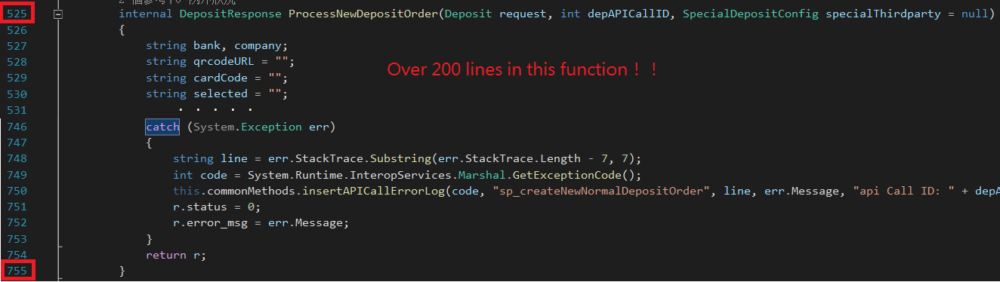 525 internal DepositResponse ProcessNewDepositOrder(Deposit request, int depAPICallID, SpecialDepositConfig specialThirdparty = null)
526 {
527 string bank, company;
528 string qrcodeURL = "";
Over 200 lines in this function！！
529 string cardCode = "";
530 string selected = "";
531 . . . . .
746 catch (System.Exception err)
747 {
748 string line = err.StackTrace.Substring(err.StackTrace.Length - 7, 7);
749 int code = System.Runtime.InteropServices.Marshal.GetExceptionCode();
750 this.commonMethods.insertAPICallErrorLog(code, "sp_createNewNormalDepositOrder", line, err.Message, "api Call ID: " + depA
751 r.status = 0;
752 r.error_msg = err.Message;
753 }
754 return r;
755 }